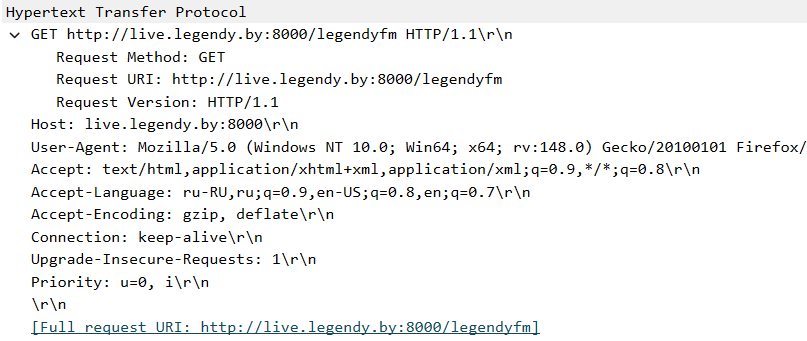 Hypertext Transfer Protocol
GET http://live.legendy.by:8000/legendyfm HTTP/1.1\r\n
Request Method: GET
Request URI: http://live.legendy.by:8000/legendyfm
Request Version: HTTP/1.1
Host: live.legendy.by:8000\r\n
User-Agent: Mozilla/5.0 (Windows NT 10.0; Win64; x64; rv:148.0) Gecko/20100101 Firefox/
Accept: text/html,application/xhtml+xml,application/xml;q=0.9,*/*;q=0.8\r\n
Accept-Language: ru-RU,ru;q=0.9,en-US;q=0.8,en;q=0.7\r\n
Accept-Encoding: gzip, deflate\r\n
Connection: keep-alive\r\n
Upgrade-Insecure-Requests: 1\r\n
Priority: u=0, i\r\n
\r\n
[Full request URI: http://live.legendy.by:8000/legendyfm]